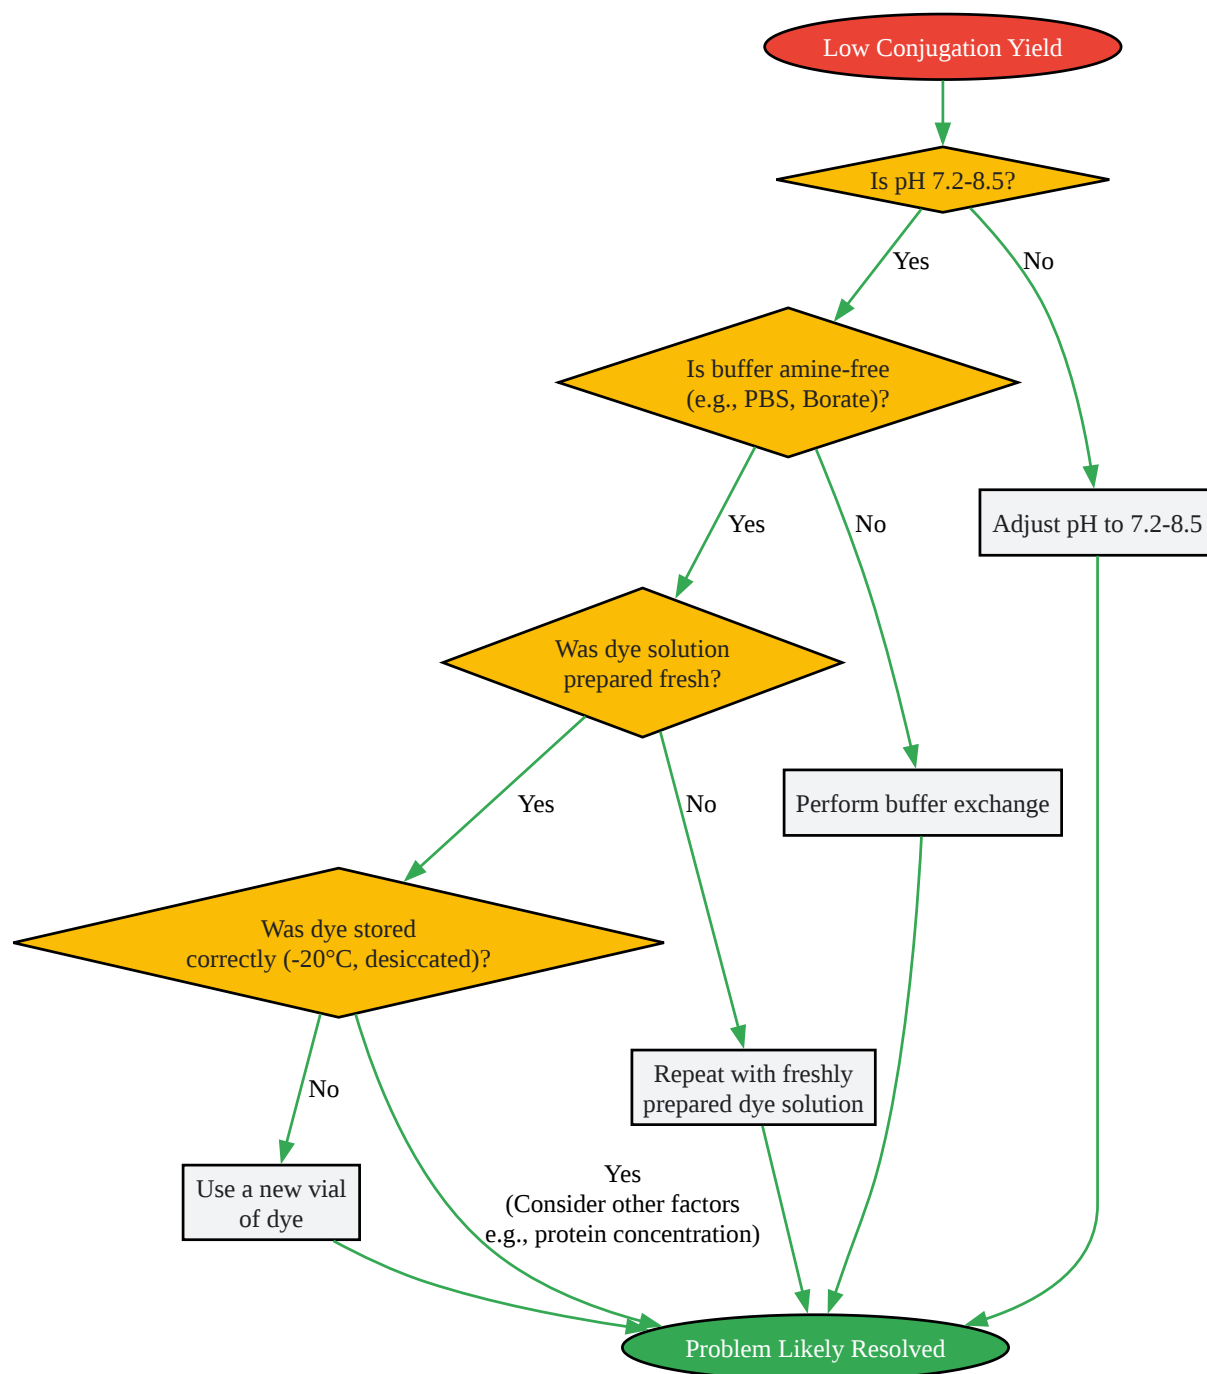 Low Conjugation Yield
Is pH 7.2-8.5?
Yes
No
Is buffer amine-free
(e.g., PBS, Borate)?
Yes
No
Adjust pH to 7.2-8.5
Was dye solution
prepared fresh?
Yes
No
Perform buffer exchange
Was dye stored
correctly (-20°C, desiccated)?
No
Repeat with freshly
prepared dye solution
Yes
(Consider other factors
e.g., protein concentration)
Use a new vial
of dye
Problem Likely Resolved